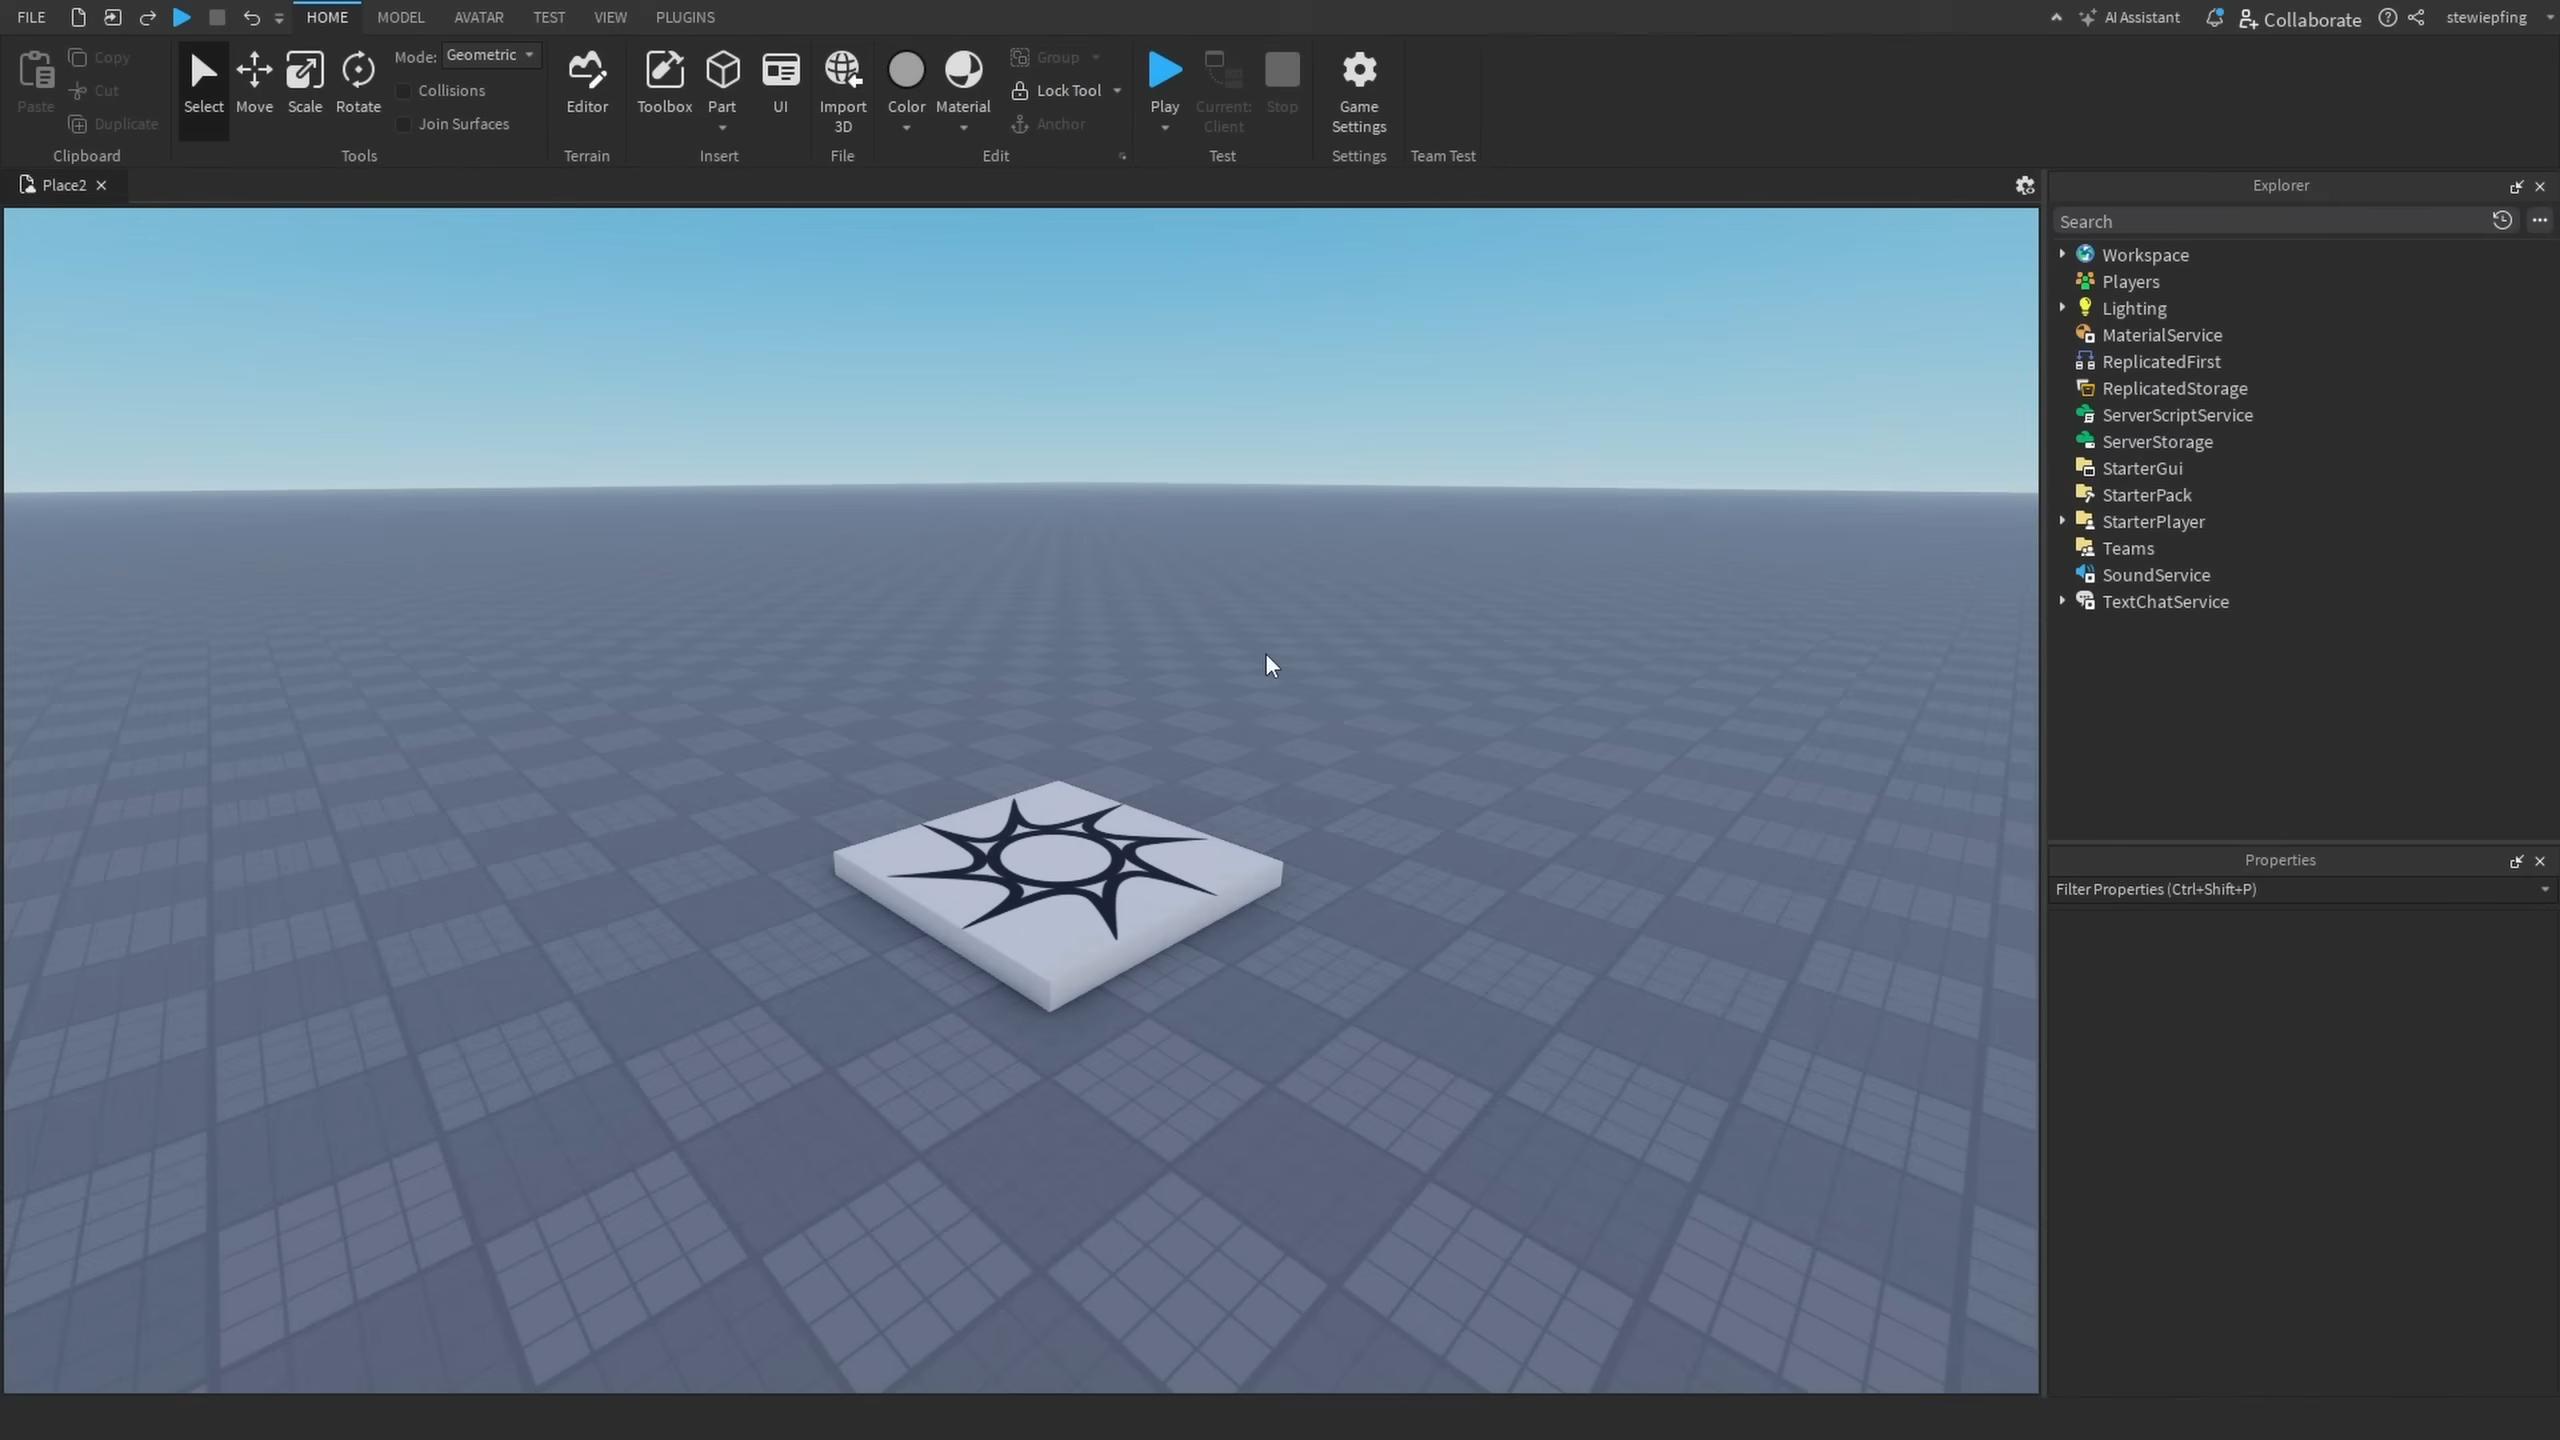 FILE HOME MODEL AVATAR TEST VIEW PLUGINS AI Assistant Collaborate stewiepfing
Paste
Copy
Cut
Duplicate
Clipboard
Select
Move
Scale
Rotate
Mode: Geometric
Collisions
Join Surfaces
Tools
Editor
Terrain
Toolbox
Part
UI
Insert
Import
3D
File
Color
Material
Group
Lock Tool
Anchor
Edit
Play
Current:
Client
Stop
Test
Game
Settings
Settings
Team Test
Place2
Explorer
Search
Workspace
Players
Lighting
MaterialService
ReplicatedFirst
ReplicatedStorage
ServerScriptService
ServerStorage
StarterGui
StarterPack
StarterPlayer
Teams
SoundService
TextChatService
Properties
Filter Properties (Ctrl+Shift+P)